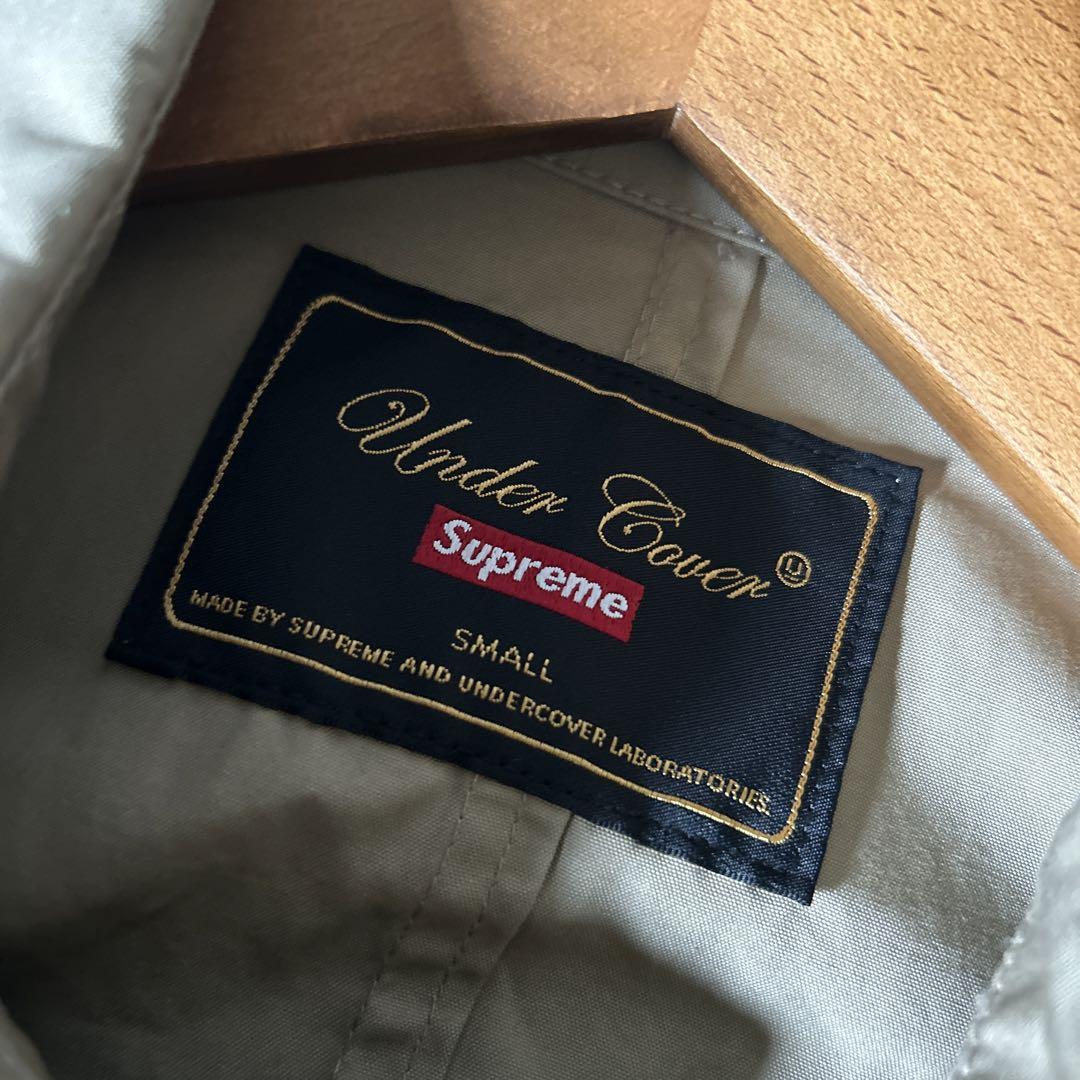 Under Cover
Supreme
SMALL
MADE BY SUPREME AND UNDERCOVER LABORATORIES.